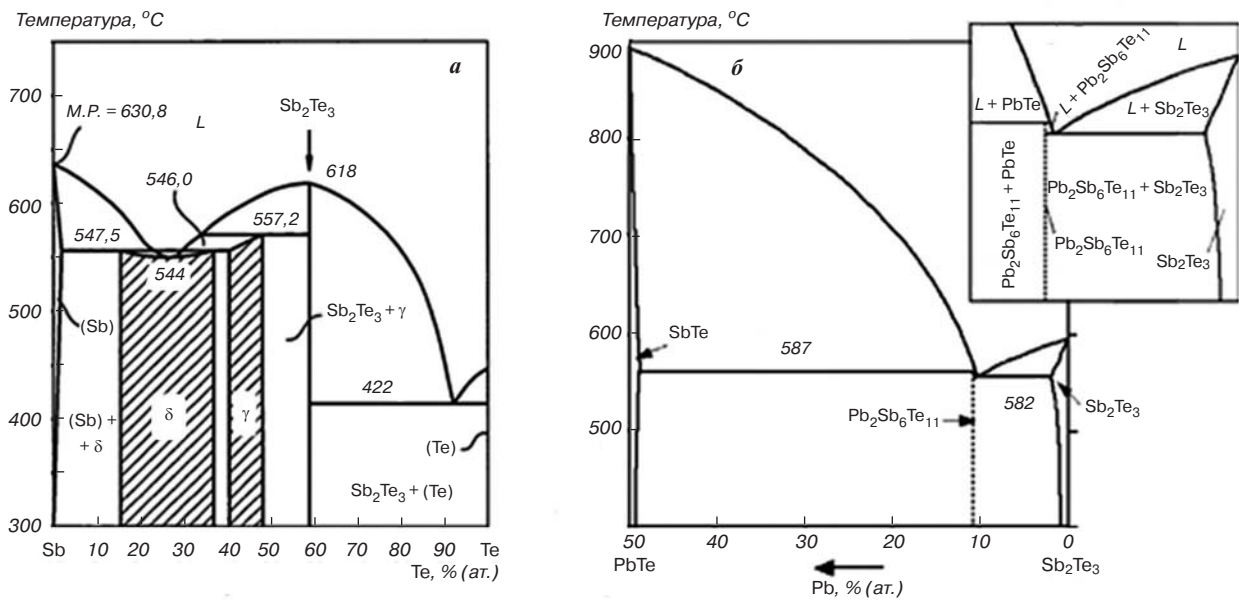 Температура, °C
а
700
M.P. = 630,8
L
Sb2Te3
618
546,0
600
547,5
557,2
544
500
(Sb)
Sb2Te3 + γ
422
400
(Sb) +
+ δ
δ
γ
(Te)
Sb2Te3 + (Te)
300
Sb
10
20
30
40
50
60
70
80
90
Te
Te, % (ат.)
Температура, °C
900
б
L
L + Pb2Sb6Te11
L + PbTe
L + Sb2Te3
Pb2Sb6Te11 + PbTe
Pb2Sb6Te11 + Sb2Te3
Pb2Sb6Te11
Sb2Te3
800
700
600
SbTe
587
582
Pb2Sb6Te11
Sb2Te3
500
50
40
30
20
10
0
PbTe
Pb, % (ат.)
Sb2Te3